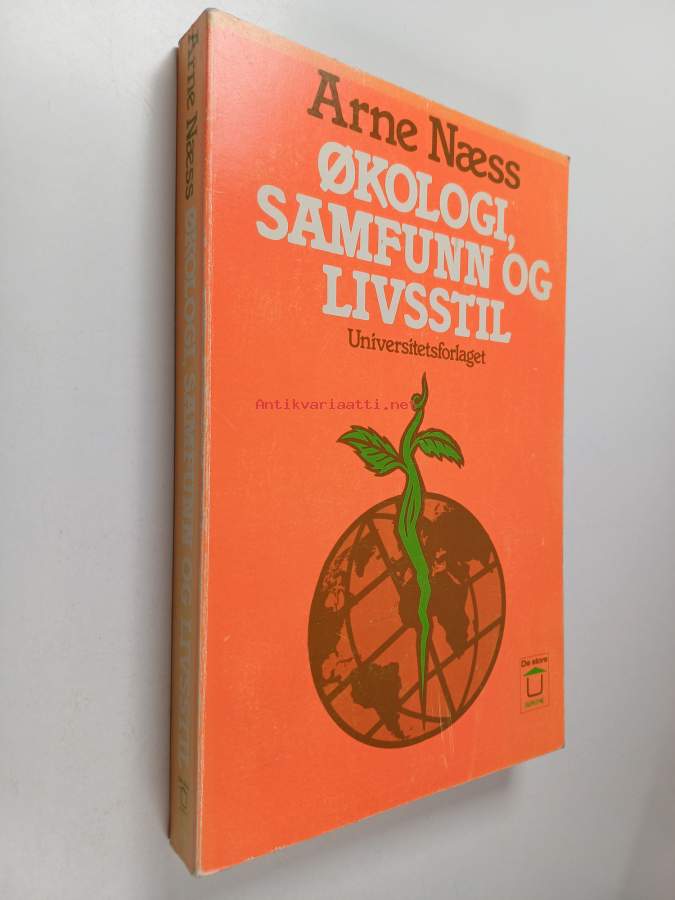 Arne Næss
ØKOLOGI,
SAMFUNN OG
LIVSSTIL
Universitetsforlaget
Antikvariaatti.net
De store
Arne Næss ØKOLOGI, SAMFUNN OG LIVSSTIL